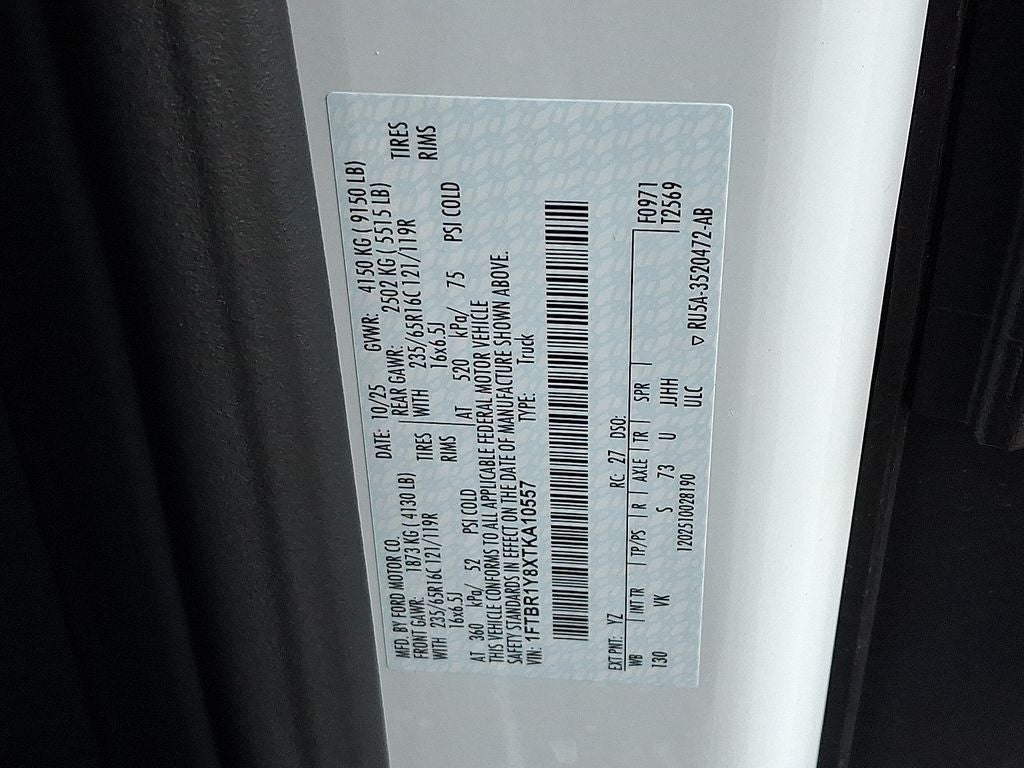 MFD. BY FORD MOTOR CO. DATE: 10/25 GVWR: 4150 KG ( 9150 LB)
FRONT GAWR: 1873 KG ( 4130 LB) REAR GAWR: 2502 KG ( 5515 LB)
WITH 235/65R16C 121/119R TIRES WITH 235/65R16C 121/119R TIRES
16x6.5J RIMS 16x6.5J RIMS
AT 360 kPa/ 52 PSI COLD AT 520 kPa/ 75 PSI COLD
THIS VEHICLE CONFORMS TO ALL APPLICABLE FEDERAL MOTOR VEHICLE
SAFETY STANDARDS IN EFFECT ON THE DATE OF MANUFACTURE SHOWN ABOVE.
VIN: 1FTBR1Y8XTKA10557 TYPE: Truck
EXT PNT: YZ RC: 27 DSO: F0971
WB INT TR TP/PS R AXLE TR SPR T2569
130 VK S 73 U JHH
1202510028190 ULC ▽ RU5A-3520472-AB